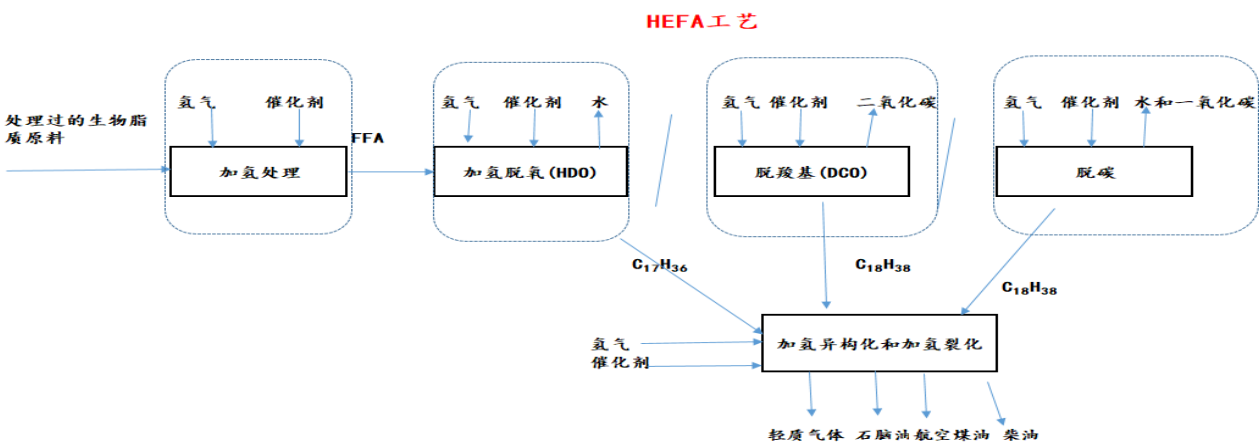 HEFA工艺
氢气 催化剂
氢气 催化剂 水
氢气 催化剂 二氧化碳
氢气 催化剂 水和一氧化碳
处理过的生物脂
质原料
加氢处理
FFA
加氢脱氧(HDO)
脱羧基(DCO)
脱碳
C₁₇H₃₆
C₁₈H₃₈
C₁₈H₃₈
氢气
催化剂
加氢异构化和加氢裂化
轻质气体 石脑油 航空煤油 柴油